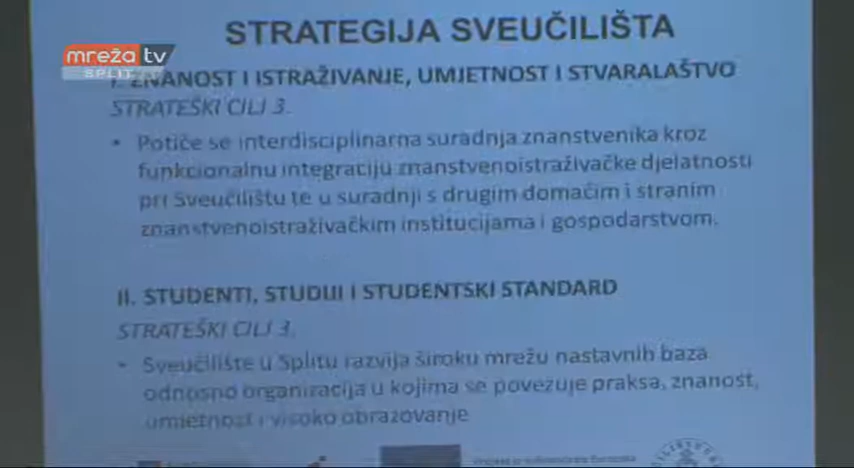 STRATEGIJA SVEUČILIŠTA
mreža tv
SPLIT
I. ZNANOST I ISTRAŽIVANJE, UMJETNOST I STVARALAŠTVO
STRATEŠKI CILJ 3.
• Potiče se interdisciplinarna suradnja znanstvenika kroz
funkcionalnu integraciju znanstvenoistraživačke djelatnosti
pri Sveučilištu te u suradnji s drugim domaćim i stranim
znanstvenoistraživačkim institucijama i gospodarstvom.
II. STUDENTI, STUDIJI I STUDENTSKI STANDARD
STRATEŠKI CILJ 3.
• Sveučilište u Splitu razvija široku mrežu nastavnih baza
odnosno organizacija u kojima se povezuje praksa, znanost,
umjetnost i visoko obrazovanje